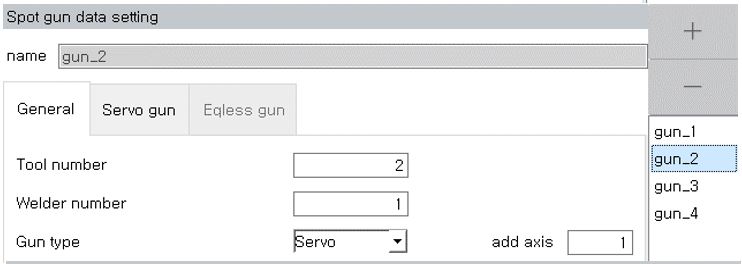 Spot gun data setting
name gun_2
General Servo gun Eqless gun
Tool number 2
Welder number 1
Gun type Servo add axis 1
+
−
gun_1
gun_2
gun_3
gun_4